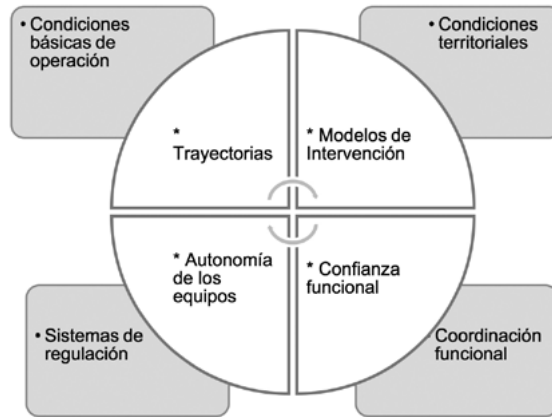 • Condiciones
básicas de
operación
• Condiciones
territoriales
*
Trayectorias
* Modelos de
Intervención
* Autonomía
de los
equipos
* Confianza
funcional
• Sistemas de
regulación
• Coordinación
funcional